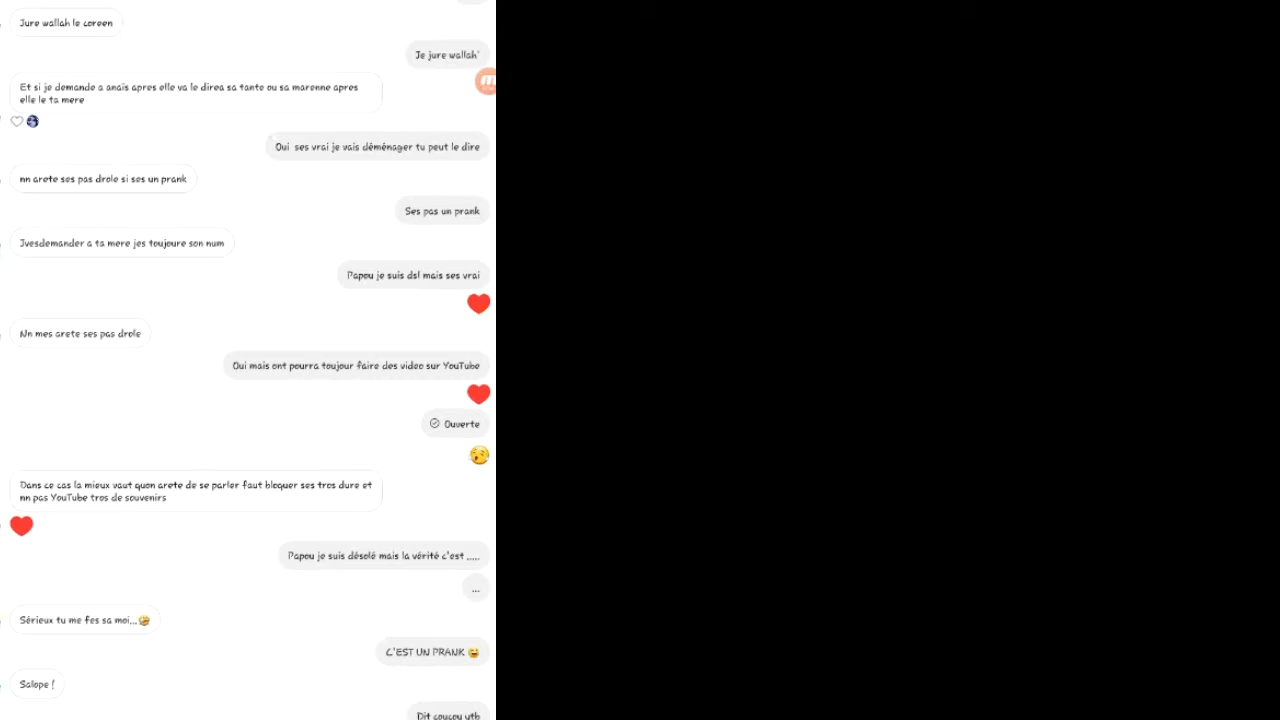 Jure wallah le coreen
Je jure wallah'
Et si je demande a anais apres elle va le direa sa tante ou sa marenne apres
elle le ta mere
Oui ses vrai je vais déménager tu peut le dire
nn arete ses pas drole si ses un prank
Ses pas un prank
Jvesdemander a ta mere jes toujoure son num
Papou je suis dsl mais ses vrai
Nn mes arete ses pas drole
Oui mais ont pourra toujour faire des video sur YouTube
Ouverte
Dans ce cas la mieux vaut quon arete de se parler faut bloquer ses tros dure et
nn pas YouTube tros de souvenirs
Papou je suis désolé mais la vérité c'est .....
...
Sérieux tu me fes sa moi...🤣
C'EST UN PRANK 😄
Salope !
Dit coucou ytb